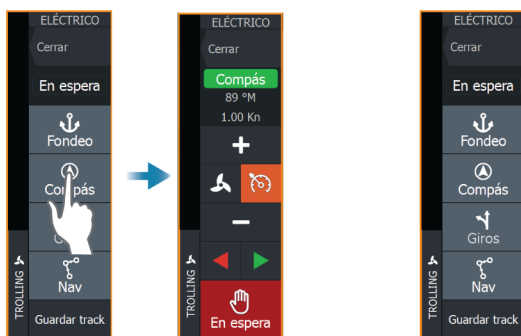 ELÉCTRICO
Cerrar
En espera
Fondeo
Compás
Nav
Guardar track
TROLLING
ELÉCTRICO
Cerrar
Compás
89 °M
1.00 Kn
+
−
En espera
TROLLING
ELÉCTRICO
Cerrar
En espera
Fondeo
Compás
Giros
Nav
Guardar track
TROLLING